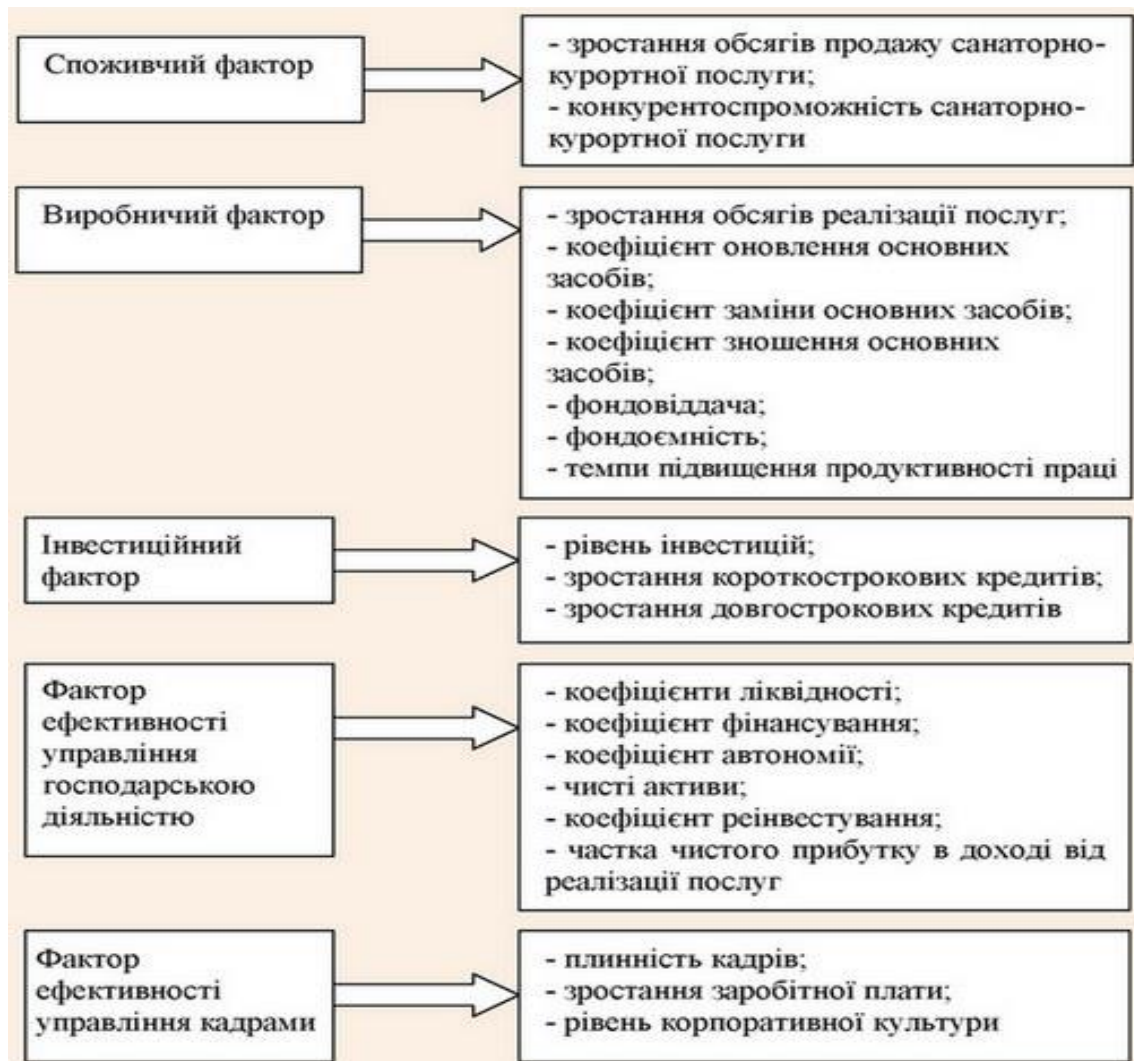 Споживчий фактор
- зростання обсягів продажу санаторно-
курортної послуги;
- конкурентоспроможність санаторно-
курортної послуги
Виробничий фактор
- зростання обсягів реалізації послуг;
- коефіцієнт оновлення основних
засобів;
- коефіцієнт заміни основних засобів;
- коефіцієнт зношення основних
засобів;
- фондовіддача;
- фондоємність;
- темпи підвищення продуктивності праці
Інвестиційний
фактор
- рівень інвестицій;
- зростання короткострокових кредитів;
- зростання довгострокових кредитів
Фактор
ефективності
управління
господарською
діяльністю
- коефіцієнти ліквідності;
- коефіцієнт фінансування;
- коефіцієнт автономії;
- чисті активи;
- коефіцієнт реінвестування;
- частка чистого прибутку в доході від
реалізації послуг
Фактор
ефективності
управління кадрами
- плинність кадрів;
- зростання заробітної плати;
- рівень корпоративної культури